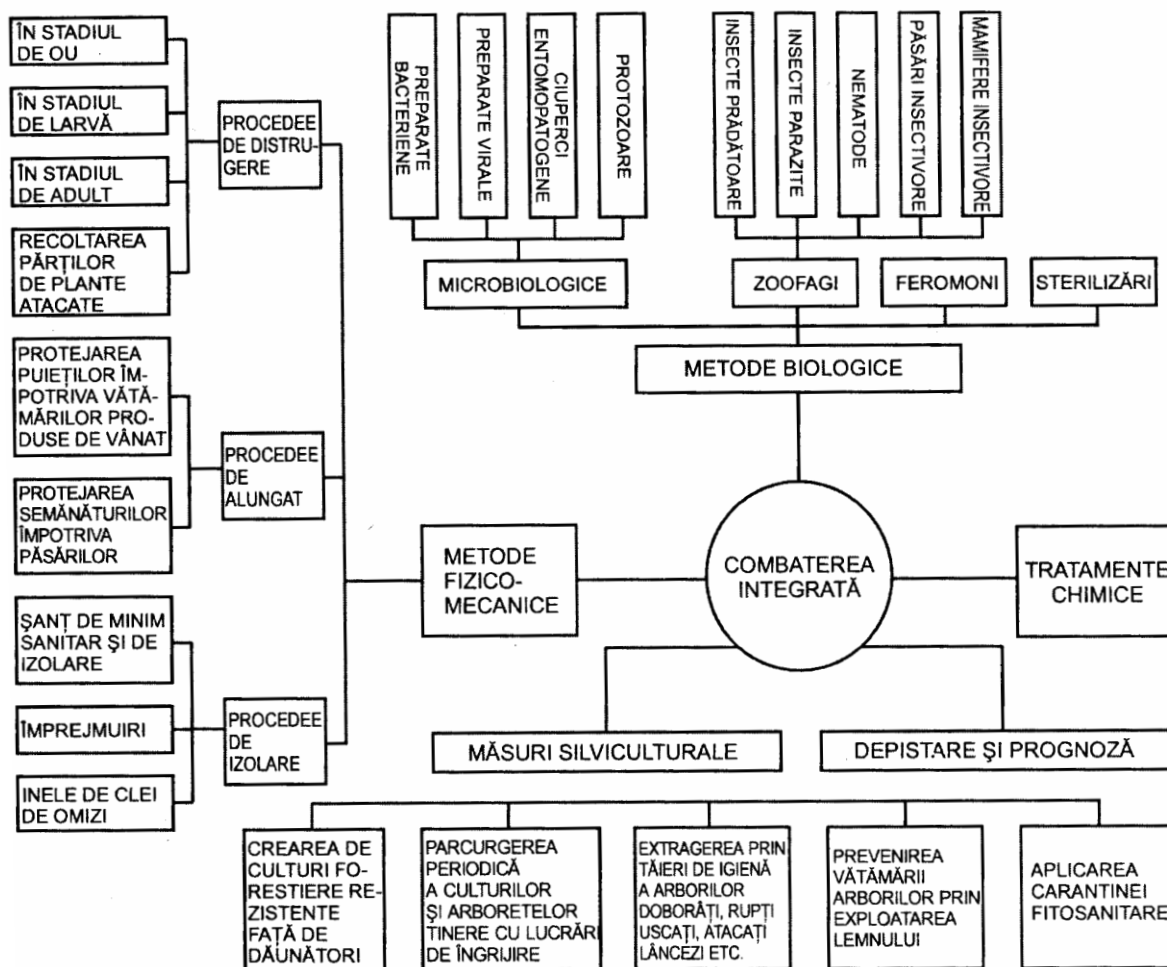 ÎN STADIUL
DE OU
ÎN STADIUL
DE LARVĂ
ÎN STADIUL
DE ADULT
RECOLTAREA
PĂRȚILOR
DE PLANTE
ATACATE
PROCEDEE
DE DISTRU-
GERE
PROTEJAREA
PUIEȚILOR ÎM-
POTRIVA VĂTĂ-
MĂRILOR PRO-
DUSE DE VÂNAT
PROTEJAREA
SEMĂNĂTURILOR
ÎMPOTRIVA
PĂSĂRILOR
PROCEDEE
DE
ALUNGAT
ȘANȚ DE MINIM
SANITAR ȘI DE
IZOLARE
ÎMPREJMUIRI
INELE DE CLEI
DE OMIZI
PROCEDEE
DE
IZOLARE
PREPARATE
BACTERIENE
PREPARATE VIRALE
CIUPERCI
ENTOMOPATOGENE
PROTOZOARE
INSECTE PRĂDĂTOARE
INSECTE PARAZITE
NEMATODE
PĂSĂRI INSECTIVORE
MAMIFERE INSECTIVORE
MICROBIOLOGICE
ZOOFAGI
FEROMONI
STERILIZĂRI
METODE BIOLOGICE
METODE
FIZICO-
MECANICE
COMBATEREA
INTEGRATĂ
TRATAMENTE
CHIMICE
MĂSURI SILVICULTURALE
DEPISTARE ȘI PROGNOZĂ
CREAREA DE
CULTURI FO-
RESTIERE RE-
ZISTENTE
FAȚĂ DE
DĂUNĂTORI
PARCURGEREA
PERIODICĂ
A CULTURILOR
ȘI ARBORETELOR
TINERE CU LUCRĂRI
DE ÎNGRIJIRE
EXTRAGEREA PRIN
TĂIERI DE IGIENĂ
A ARBORILOR
DOBORÂȚI, RUPȚI
USCAȚI, ATACAȚI
LÂNCEZI ETC.
PREVENIREA
VĂTĂMĂRII
ARBORILOR PRIN
EXPLOATAREA
LEMNULUI
APLICAREA
CARANTINEI
FITOSANITARE